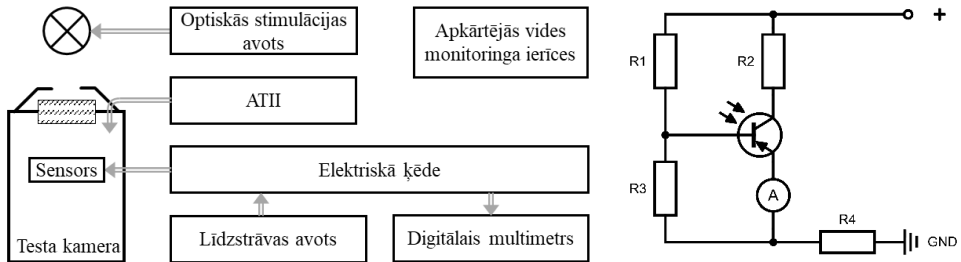 Optiskās stimulācijas
avots
Apkārtējās vides
monitoringa ierīces
ATII
Sensors
Elektriskā ķēde
Testa kamera
Līdzstrāvas avots
Digitālais multimetrs
+
R1
R2
R3
A
R4
GND